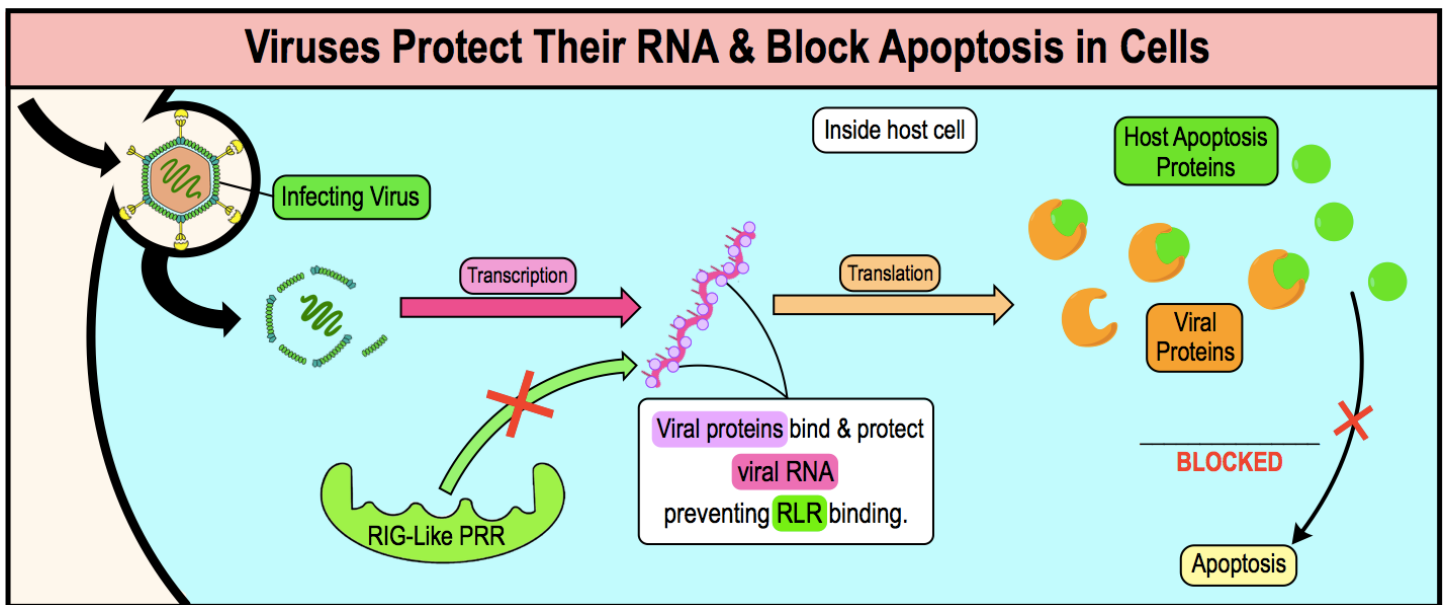 Viruses Protect Their RNA & Block Apoptosis in Cells
Inside host cell
Host Apoptosis
Proteins
Infecting Virus
Transcription
Translation
Viral
Proteins
Viral proteins bind & protect
viral RNA
preventing RLR binding.
RIG-Like PRR
____________________
BLOCKED
Apoptosis